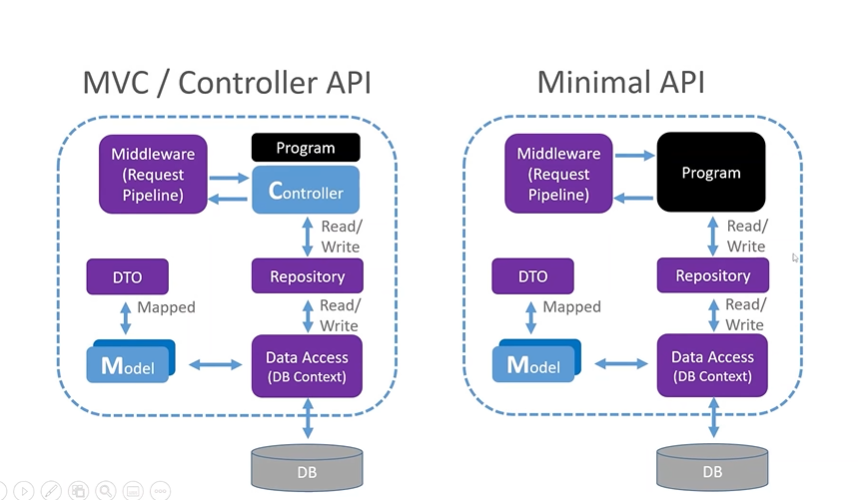 MVC / Controller API
Middleware
(Request
Pipeline)
Program
Controller
Read/
Write
DTO
Repository
Mapped
Read/
Write
Model
Data Access
(DB Context)
DB
Minimal API
Middleware
(Request
Pipeline)
Program
Read/
Write
DTO
Repository
Mapped
Read/
Write
Model
Data Access
(DB Context)
DB